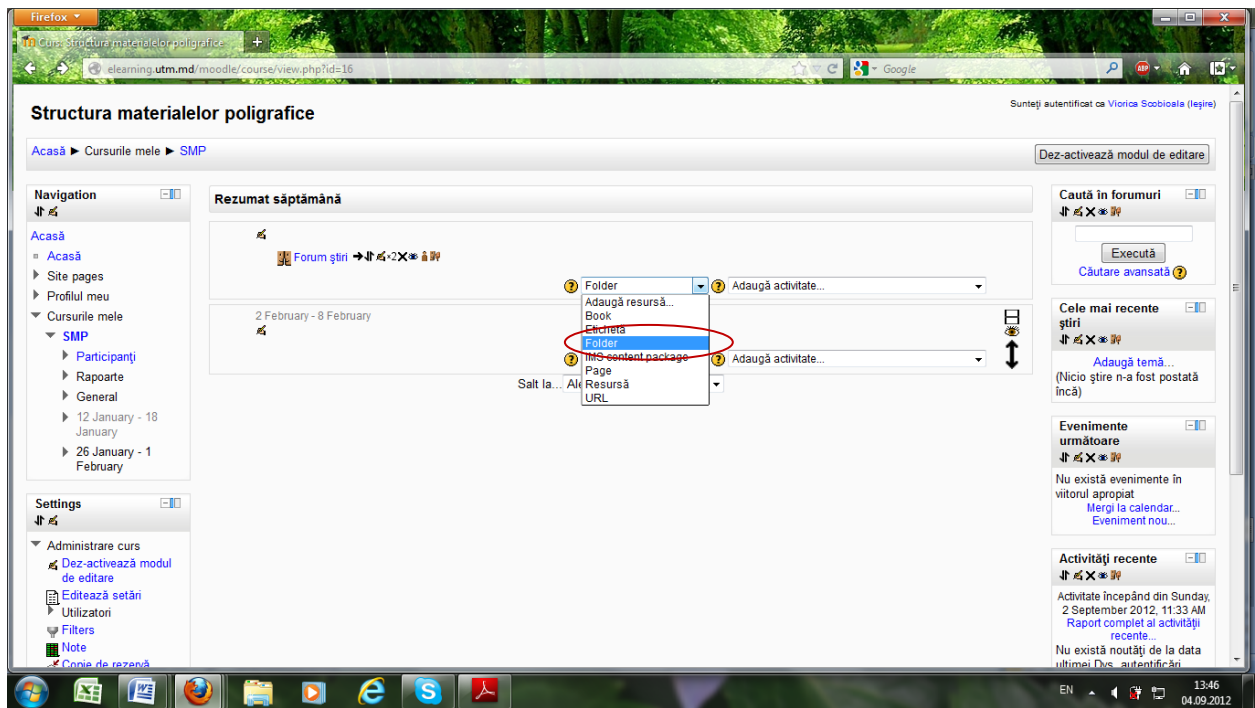 Firefox
Curs: Structura materialelor poligrafice
elearning.utm.md/moodle/course/view.php?id=16
Google
ABP
Structura materialelor poligrafice
Sunteţi autentificat ca Viorica Scobioala (Ieşire)
Acasă ► Cursurile mele ► SMP
Dez-activează modul de editare
Navigation
Acasă
Acasă
Site pages
Profilul meu
Cursurile mele
SMP
Participanţi
Rapoarte
General
12 January - 18
January
26 January - 1
February
Settings
Administrare curs
Dez-activează modul
de editare
Editează setări
Utilizatori
Filters
Note
Copie de rezervă
Rezumat săptămână
Forum ştiri
×2
Folder
Adaugă activitate...
Adaugă resursă...
Book
Etichetă
Folder
IMS content package
Page
Resursă
URL
2 February - 8 February
Adaugă activitate...
Salt la...
Caută în forumuri
Execută
Căutare avansată
Cele mai recente
ştiri
Adaugă temă...
(Nicio ştire n-a fost postată
încă)
Evenimente
următoare
Nu există evenimente în
viitorul apropiat
Mergi la calendar...
Eveniment nou...
Activităţi recente
Activitate începând din Sunday,
2 September 2012, 11:33 AM
Raport complet al activităţii
recente...
Nu există noutăţi de la data
ultimei Dvs. autentificări
EN
13:46
04.09.2012